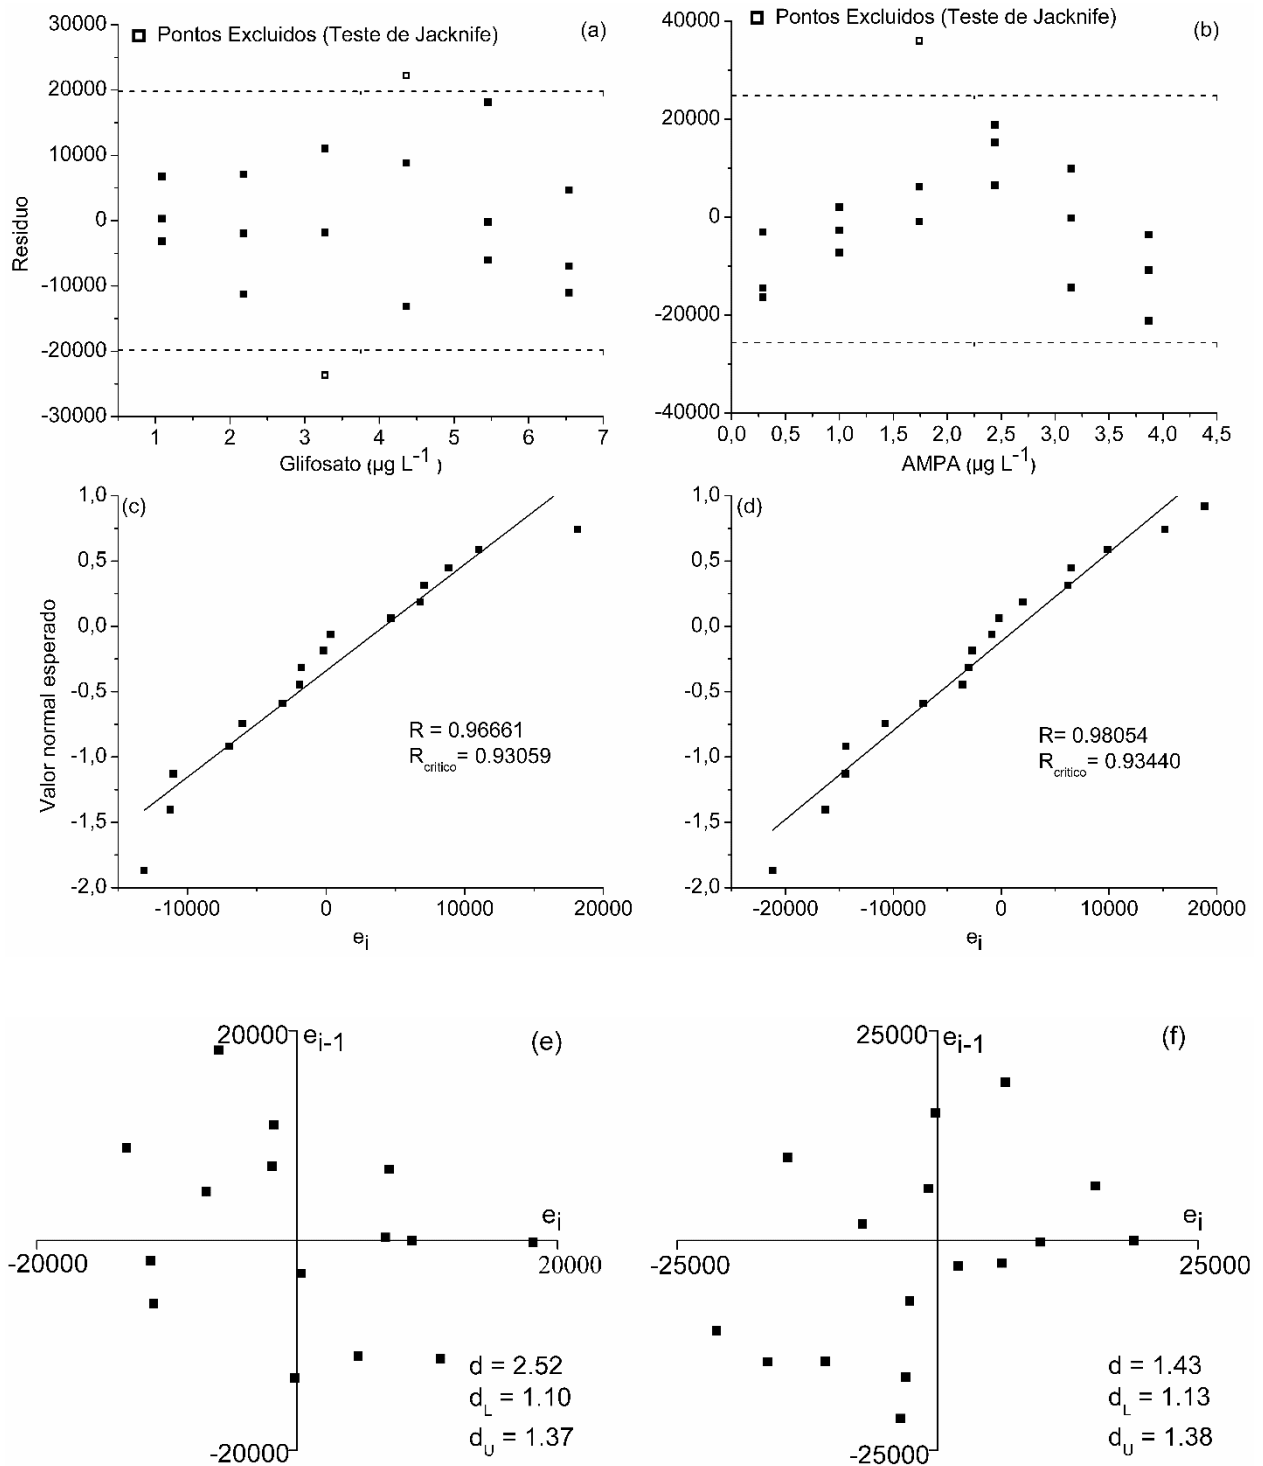 Pontos Excluidos (Teste de Jacknife)
(a)
30000
20000
10000
0
-10000
-20000
-30000
Residuo
1 2 3 4 5 6 7
Glifosato (µg L-1)
Pontos Excluidos (Teste de Jacknife)
(b)
40000
20000
0
-20000
-40000
0,0 0,5 1,0 1,5 2,0 2,5 3,0 3,5 4,0 4,5
AMPA (µg L-1)
(c)
1,0
0,5
0,0
-0,5
-1,0
-1,5
-2,0
Valor normal esperado
R = 0.96661
Rcritico= 0.93059
-10000 0 10000 20000
ei
(d)
1,0
0,5
0,0
-0,5
-1,0
-1,5
-2,0
R= 0.98054
Rcritico= 0.93440
-20000 -10000 0 10000 20000
ei
20000 ei-1
(e)
ei
-20000 20000
d = 2.52
dL = 1.10
dU = 1.37
-20000
25000 ei-1
(f)
ei
-25000 25000
d = 1.43
dL = 1.13
dU = 1.38
-25000